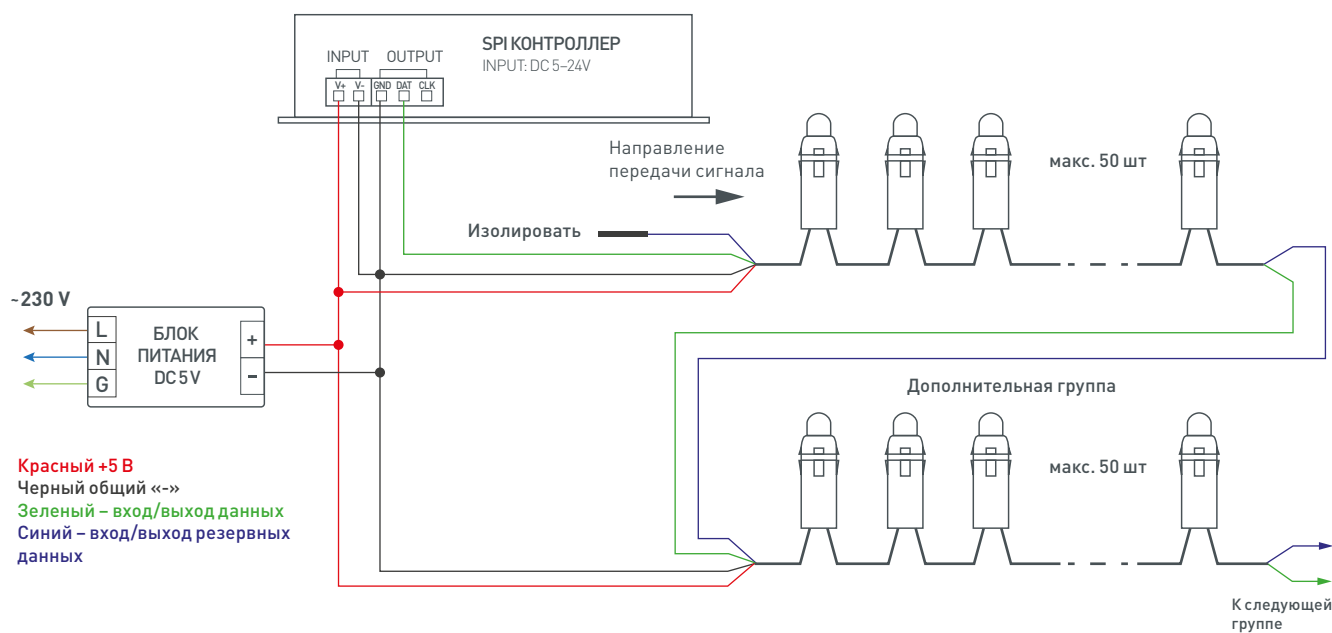 SPI КОНТРОЛЛЕР
INPUT: DC 5–24V
INPUT OUTPUT
V+ V- GND DAT CLK
Направление
передачи сигнала
макс. 50 шт
Изолировать
~230 V
L
N
G
БЛОК
ПИТАНИЯ
DC 5 V
+
-
Дополнительная группа
макс. 50 шт
Красный +5 В
Черный общий «-»
Зеленый – вход/выход данных
Синий – вход/выход резервных
данных
К следующей
группе